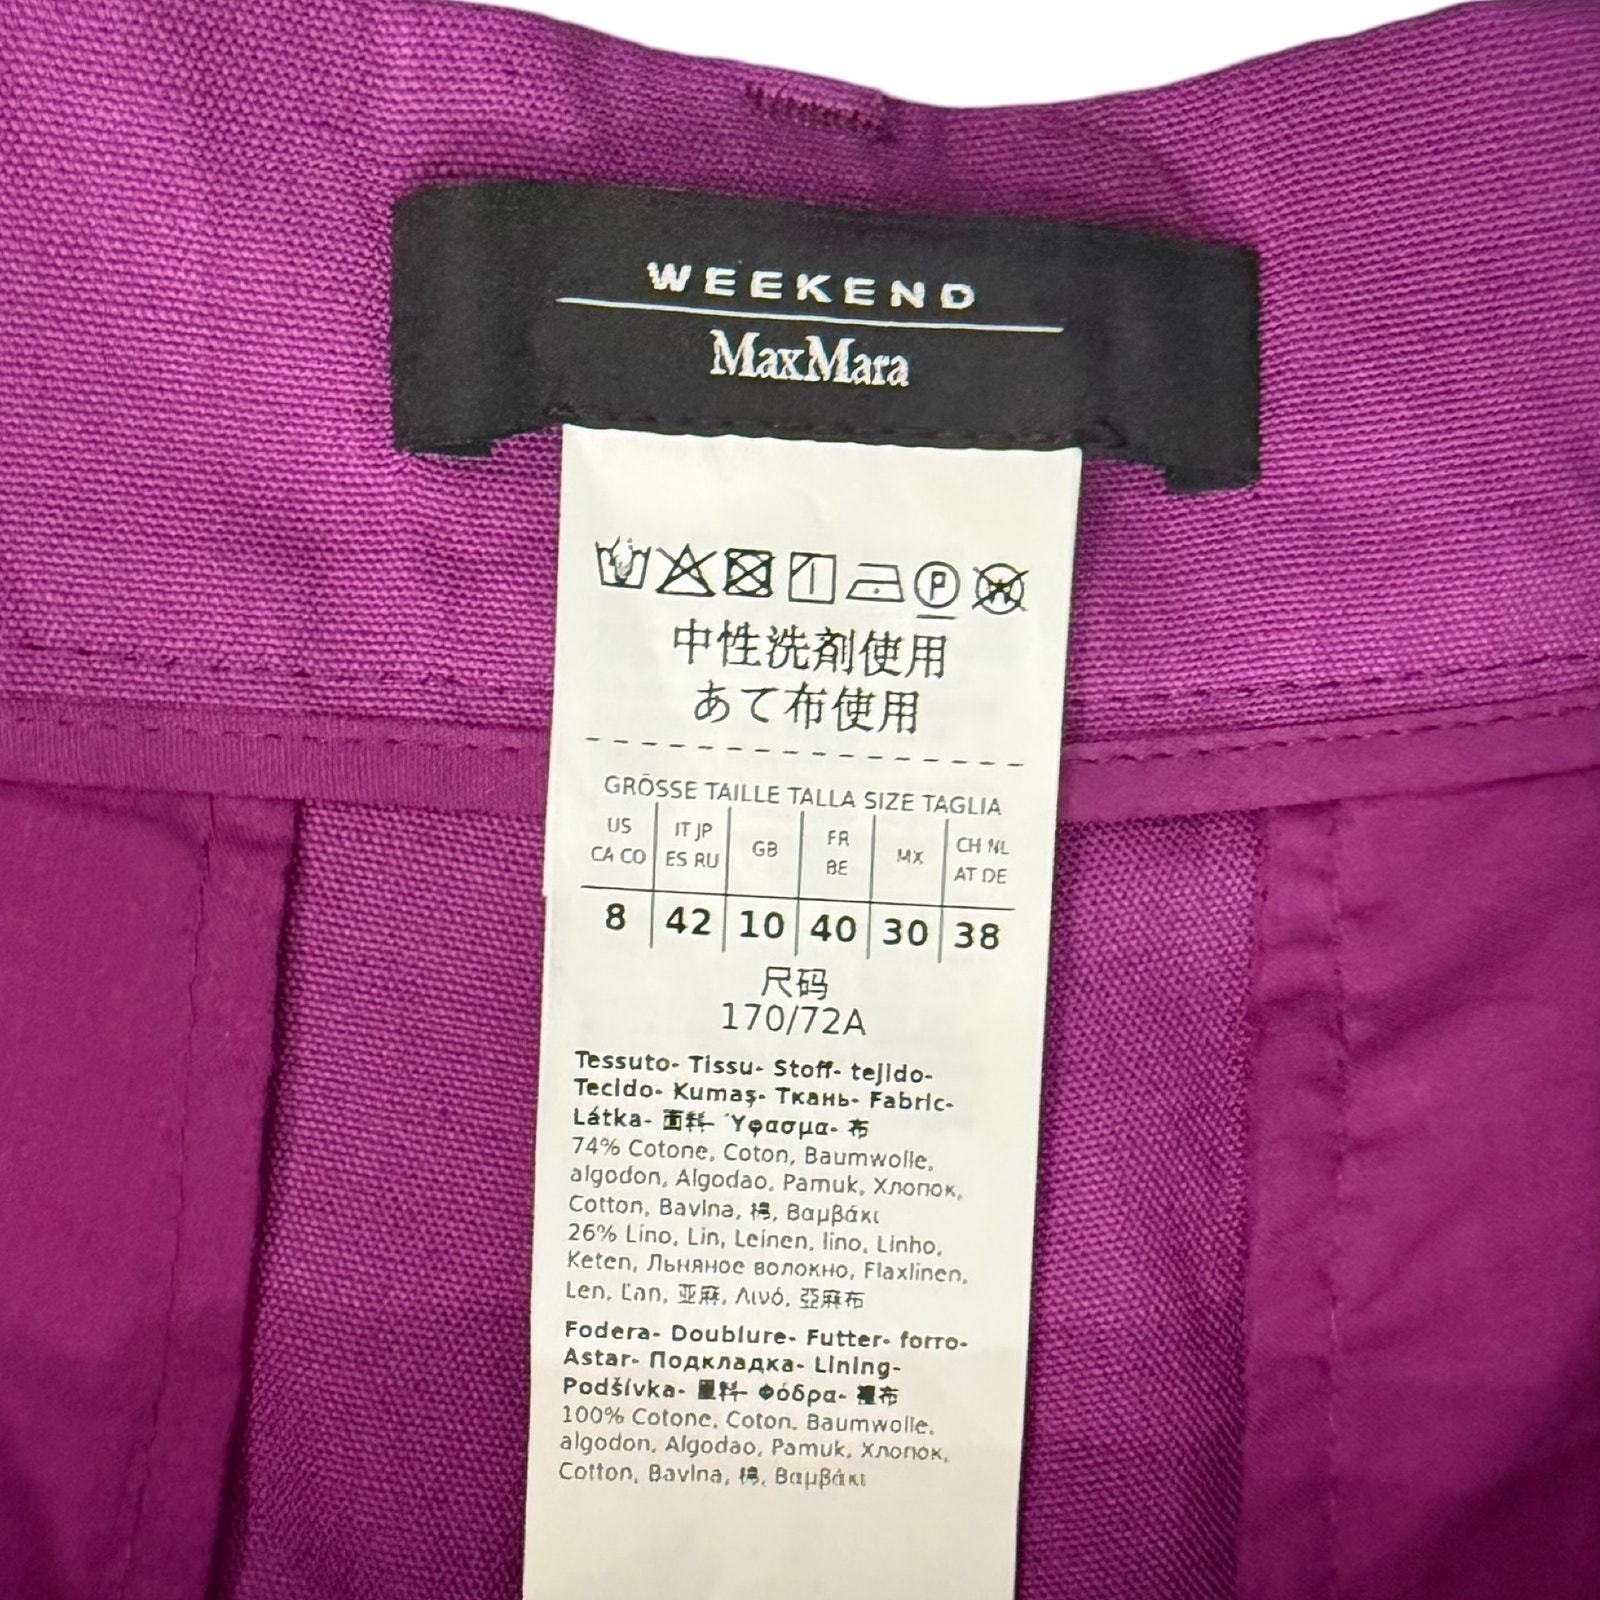 WEEKEND
MaxMara
中性洗剤使用
あて布使用
GRÖSSE TAILLE TALLA SIZE TAGLIA
US CA CO | IT JP ES RU | GB | FR BE | MX | CH NL AT DE
8 | 42 | 10 | 40 | 30 | 38
尺码
170/72A
Tessuto- Tissu- Stoff- tejido-
Tecido- Kumaş- Ткань- Fabric-
Látka- 面料- Ύφασμα- 布
74% Cotone, Coton, Baumwolle,
algodon, Algodao, Pamuk, Хлопок,
Cotton, Bavlna, 棉, Βαμβάκι
26% Lino, Lin, Leinen, lino, Linho,
Keten, Льняное волокно, Flaxlinen,
Len, Ľan, 亚麻, Λινό, 亞麻布
Fodera- Doublure- Futter- forro-
Astar- Подкладка- Lining-
Podšívka- 里料- Φόδρα- 裡布
100% Cotone, Coton, Baumwolle,
algodon, Algodao, Pamuk, Хлопок,
Cotton, Bavlna, 棉, Βαμβάκι